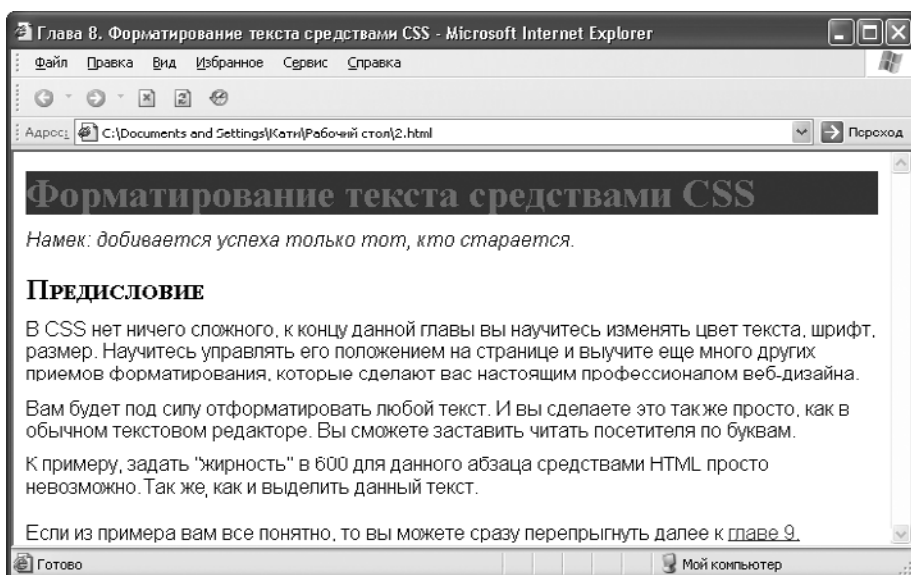 Глава 8. Форматирование текста средствами CSS - Microsoft Internet Explorer
Файл Правка Вид Избранное Сервис Справка
Адрес: C:\Documents and Settings\Катя\Рабочий стол\2.html Переход
Форматирование текста средствами CSS
Намек: добивается успеха только тот, кто старается.
Предисловие
В CSS нет ничего сложного, к концу данной главы вы научитесь изменять цвет текста, шрифт,
размер. Научитесь управлять его положением на странице и выучите еще много других
приемов форматирования, которые сделают вас настоящим профессионалом веб-дизайна.
Вам будет под силу отформатировать любой текст. И вы сделаете это также просто, как в
обычном текстовом редакторе. Вы сможете заставить читать посетителя по буквам.
К примеру, задать "жирность" в 600 для данного абзаца средствами HTML просто
невозможно. Так же, как и выделить данный текст.
Если из примера вам все понятно, то вы можете сразу перепрыгнуть далее к главе 9.
Готово Мой компьютер